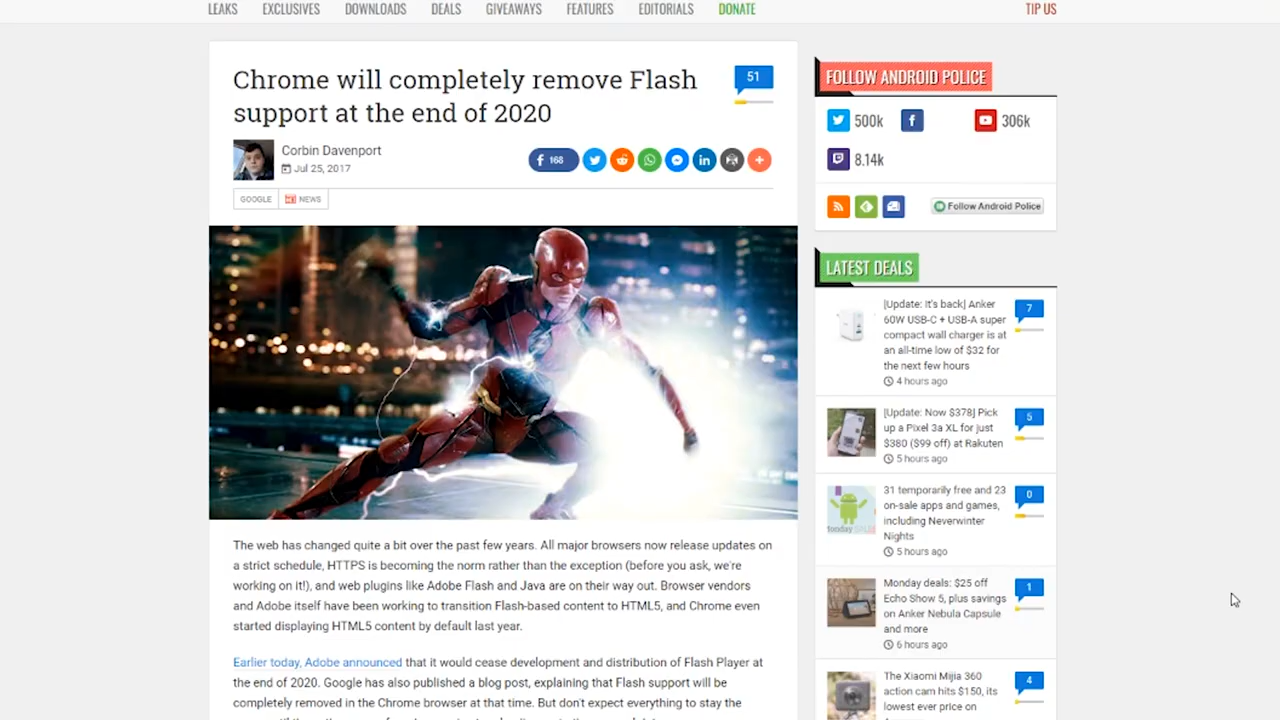 LEAKS EXCLUSIVES DOWNLOADS DEALS GIVEAWAYS FEATURES EDITORIALS DONATE TIP US
Chrome will completely remove Flash
support at the end of 2020
51
Corbin Davenport
Jul 25, 2017
168
GOOGLE NEWS
The web has changed quite a bit over the past few years. All major browsers now release updates on
a strict schedule, HTTPS is becoming the norm rather than the exception (before you ask, we're
working on it!), and web plugins like Adobe Flash and Java are on their way out. Browser vendors
and Adobe itself have been working to transition Flash-based content to HTML5, and Chrome even
started displaying HTML5 content by default last year.
Earlier today, Adobe announced that it would cease development and distribution of Flash Player at
the end of 2020. Google has also published a blog post, explaining that Flash support will be
completely removed in the Chrome browser at that time. But don't expect everything to stay the
FOLLOW ANDROID POLICE
500k
306k
8.14k
Follow Android Police
LATEST DEALS
[Update: It's back] Anker
60W USB-C + USB-A super
compact wall charger is at
an all-time low of $32 for
the next few hours
4 hours ago
7
[Update: Now $378] Pick
up a Pixel 3a XL for just
$380 ($99 off) at Rakuten
5 hours ago
5
31 temporarily free and 23
on-sale apps and games,
including Neverwinter
Nights
5 hours ago
0
Monday deals: $25 off
Echo Show 5, plus savings
on Anker Nebula Capsule
and more
6 hours ago
1
The Xiaomi Mijia 360
action cam hits $150, its
lowest ever price on
4